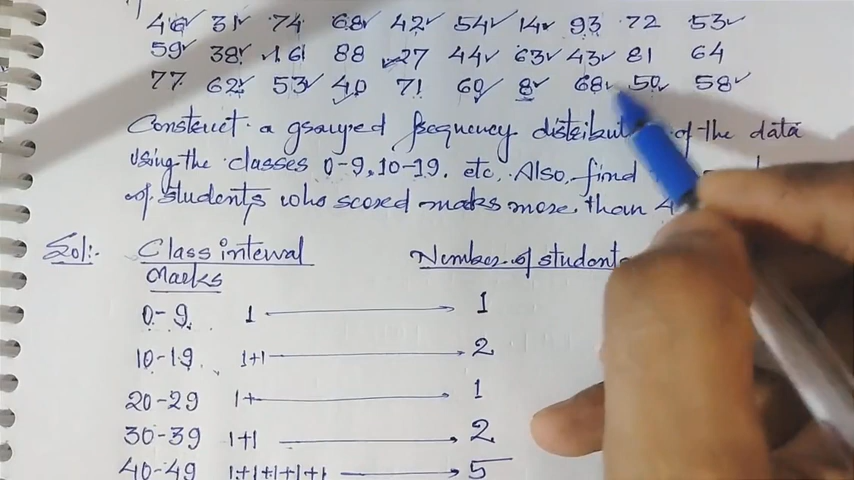 46 31 74 68 42 54 14 93 72 53
59 38 16 88 27 44 63 43 81 64
77 62 53 40 71 60 8 68 50 58
Construct a grouped frequency of the data
using the classes 0-9, 10-19. etc. Also, find
of students who scored marks more than
Sol:- Class interval Number of students
Marks
0-9 1 1
10-19 1+1 2
20-29 1+ 1
30-39 1+1 2
40-49 1+1+1+1+1 5